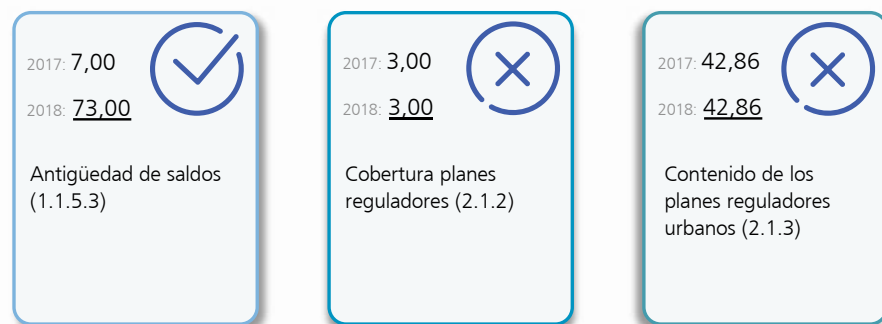 2017: 7,00
2018: 73,00
Antigüedad de saldos
(1.1.5.3)
2017: 3,00
2018: 3,00
Cobertura planes
reguladores (2.1.2)
2017: 42,86
2018: 42,86
Contenido de los
planes reguladores
urbanos (2.1.3)